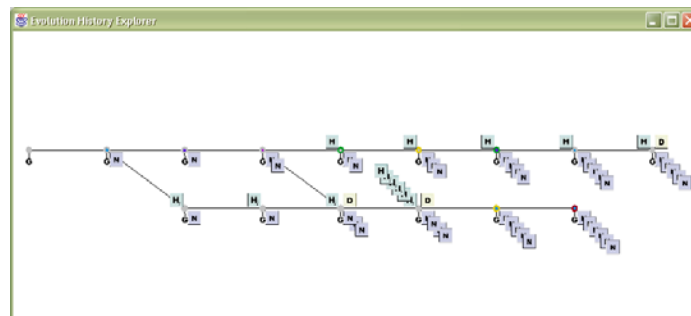 Evolution History Explorer
H H H H H D
G G N G N G N G N G N G N G N G N
H
H H H D H D
G N G N G N G N G N G N